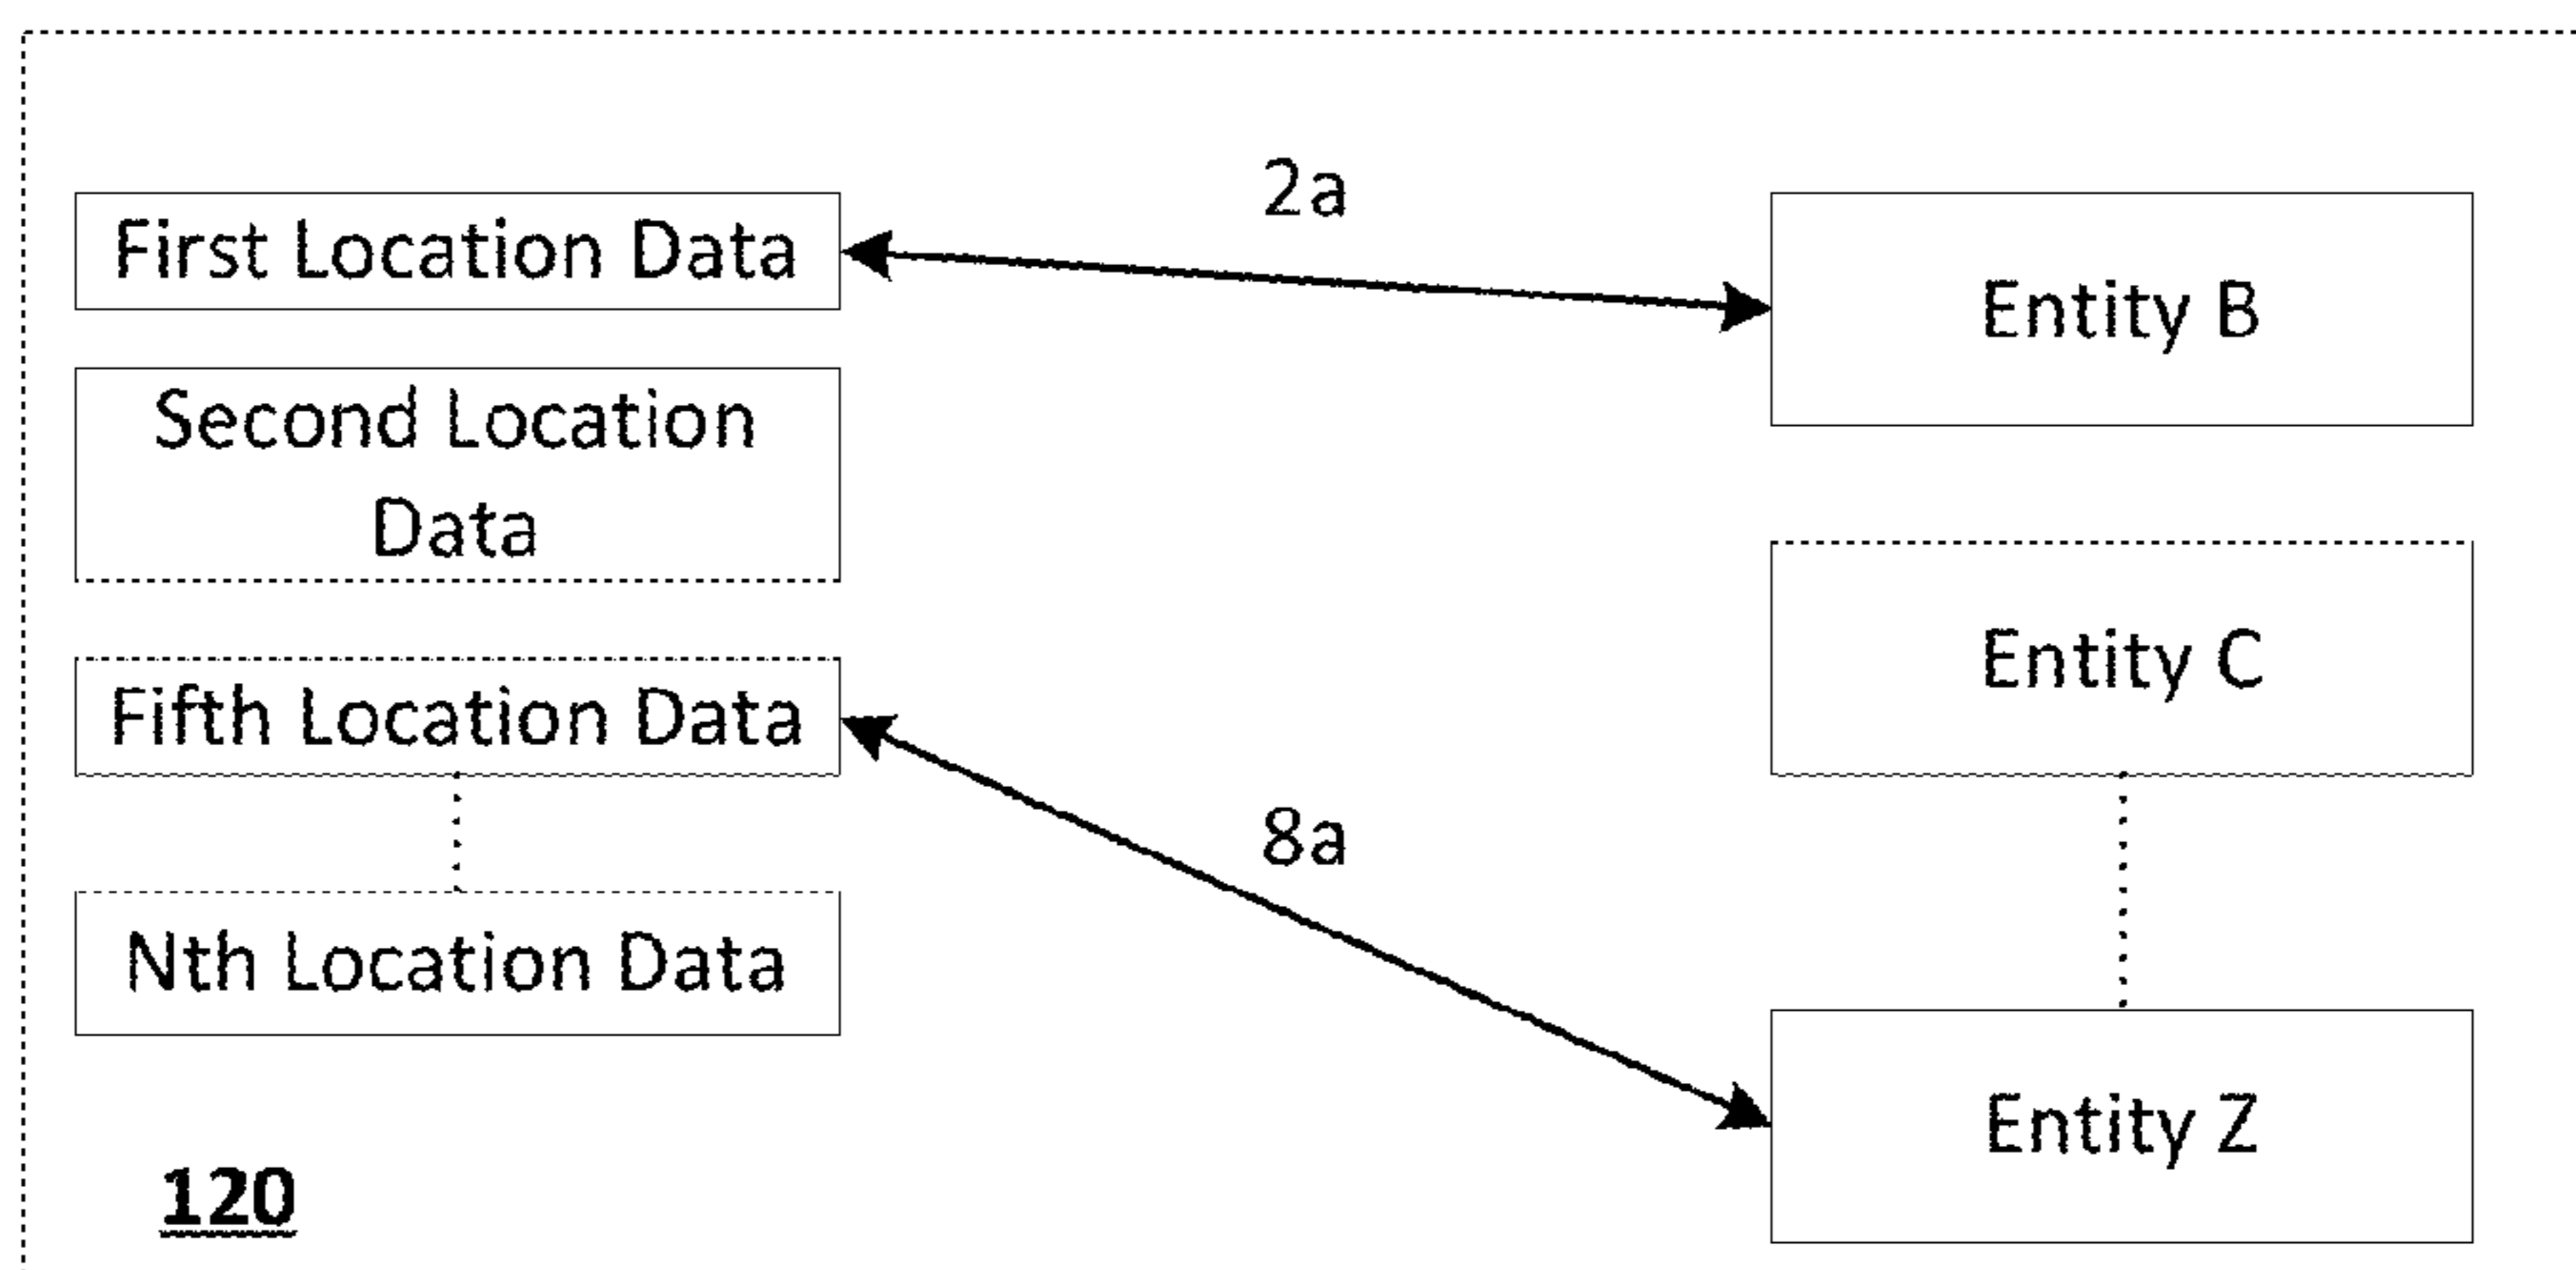 2a
First Location Data
Entity B
Second Location
Data
Entity C
Fifth Location Data
8a
Nth Location Data
Entity Z
120